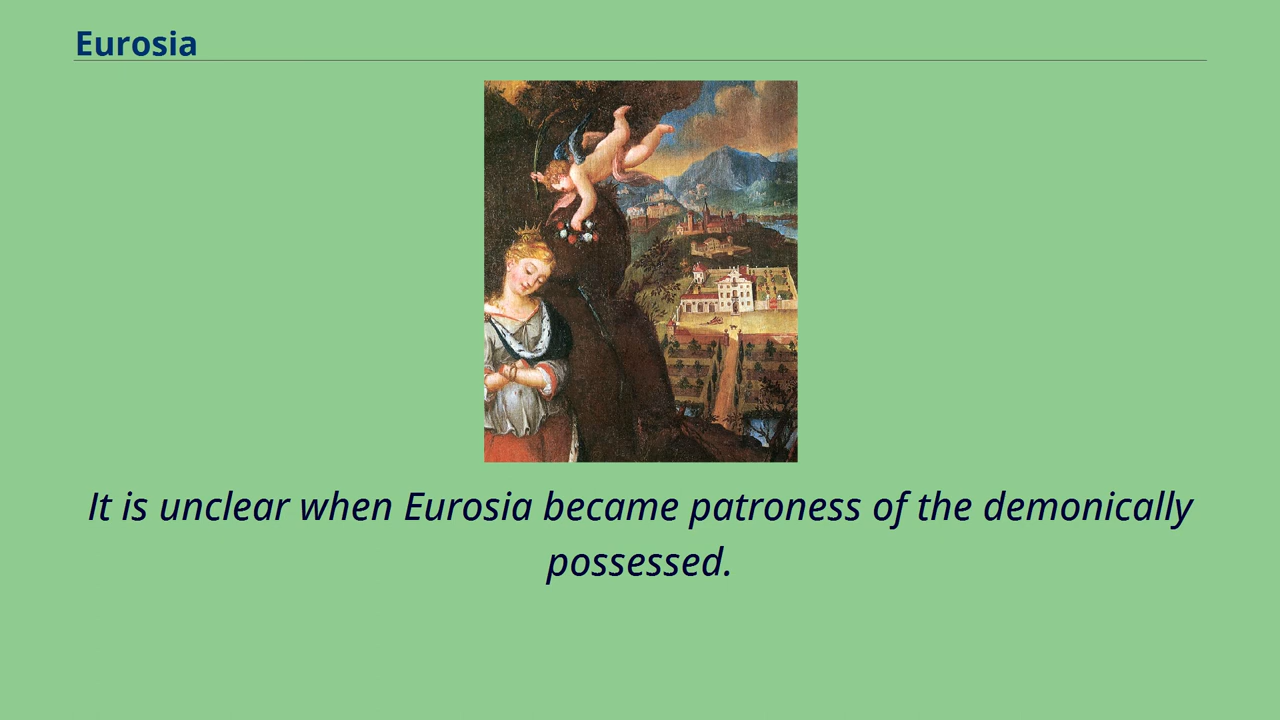 Eurosia
It is unclear when Eurosia became patroness of the demonically
possessed.